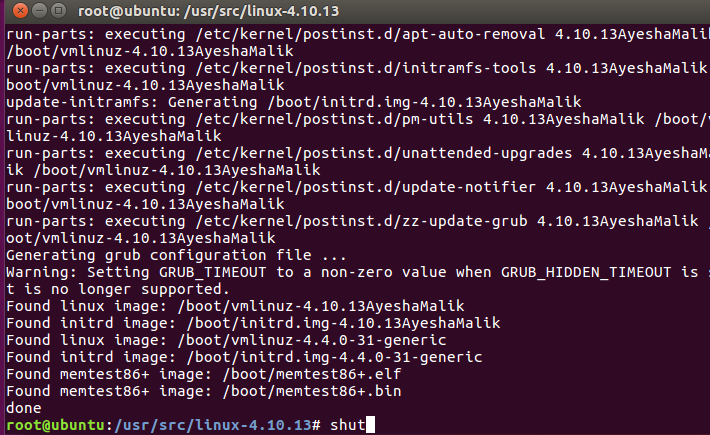 root@ubuntu: /usr/src/linux-4.10.13
run-parts: executing /etc/kernel/postinst.d/apt-auto-removal 4.10.13AyeshaMalik
/boot/vmlinuz-4.10.13AyeshaMalik
run-parts: executing /etc/kernel/postinst.d/initramfs-tools 4.10.13AyeshaMalik
boot/vmlinuz-4.10.13AyeshaMalik
update-initramfs: Generating /boot/initrd.img-4.10.13AyeshaMalik
run-parts: executing /etc/kernel/postinst.d/pm-utils 4.10.13AyeshaMalik /boot/v
linuz-4.10.13AyeshaMalik
run-parts: executing /etc/kernel/postinst.d/unattended-upgrades 4.10.13AyeshaMa
ik /boot/vmlinuz-4.10.13AyeshaMalik
run-parts: executing /etc/kernel/postinst.d/update-notifier 4.10.13AyeshaMalik
boot/vmlinuz-4.10.13AyeshaMalik
run-parts: executing /etc/kernel/postinst.d/zz-update-grub 4.10.13AyeshaMalik /
oot/vmlinuz-4.10.13AyeshaMalik
Generating grub configuration file ...
Warning: Setting GRUB_TIMEOUT to a non-zero value when GRUB_HIDDEN_TIMEOUT is s
t is no longer supported.
Found linux image: /boot/vmlinuz-4.10.13AyeshaMalik
Found initrd image: /boot/initrd.img-4.10.13AyeshaMalik
Found linux image: /boot/vmlinuz-4.4.0-31-generic
Found initrd image: /boot/initrd.img-4.4.0-31-generic
Found memtest86+ image: /boot/memtest86+.elf
Found memtest86+ image: /boot/memtest86+.bin
done
root@ubuntu:/usr/src/linux-4.10.13# shut